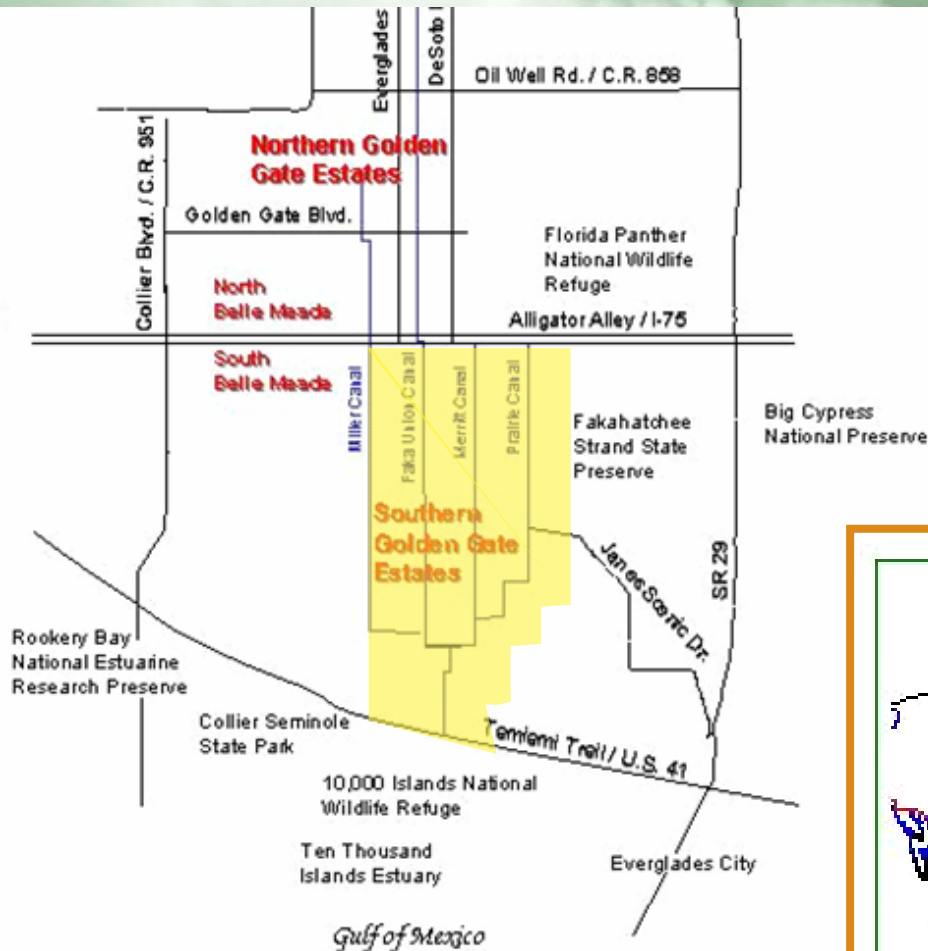 Everglades
DeSoto
Oil Well Rd. / C.R. 858
Collier Blvd. / C.R. 951
Northern Golden
Gate Estates
Golden Gate Blvd.
Florida Panther
National Wildlife
Refuge
North
Belle Meade
Alligator Alley / I-75
South
Belle Meade
Miller Canal
Faka Union Canal
Merritt Canal
Prairie Canal
Fakahatchee
Strand State
Preserve
Big Cypress
National Preserve
Southern
Golden Gate
Estates
Janes Scenic Dr.
SR 29
Rookery Bay
National Estuarine
Research Preserve
Collier Seminole
State Park
Temiemi Trail / U.S. 41
10,000 Islands National
Wildlife Refuge
Ten Thousand
Islands Estuary
Everglades City
Gulf of Mexico